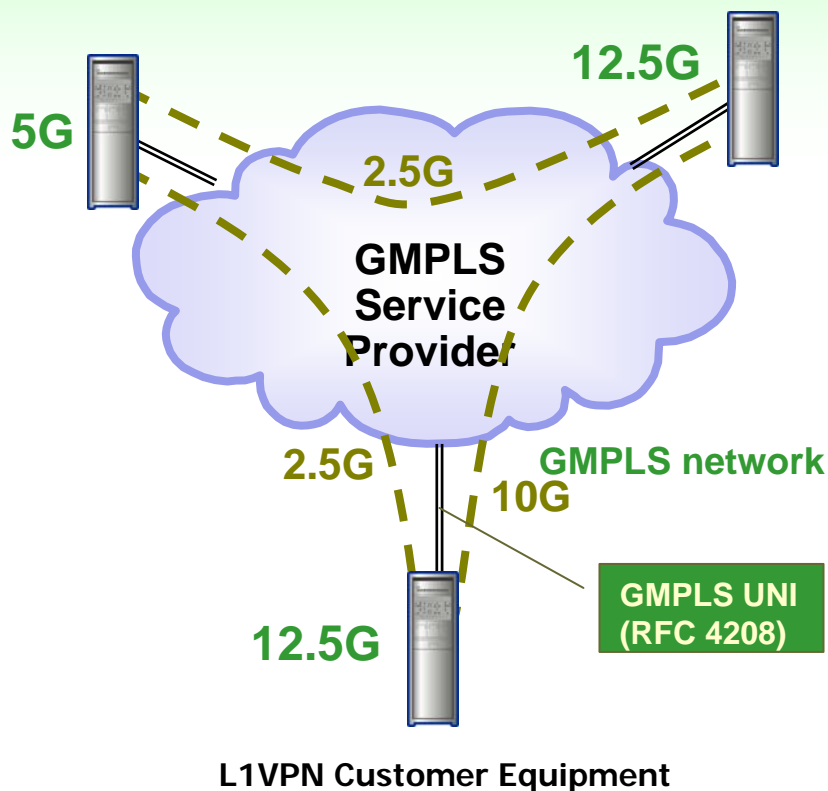 12.5G
5G
2.5G
GMPLS
Service
Provider
2.5G
GMPLS network
10G
GMPLS UNI
(RFC 4208)
12.5G
L1VPN Customer Equipment